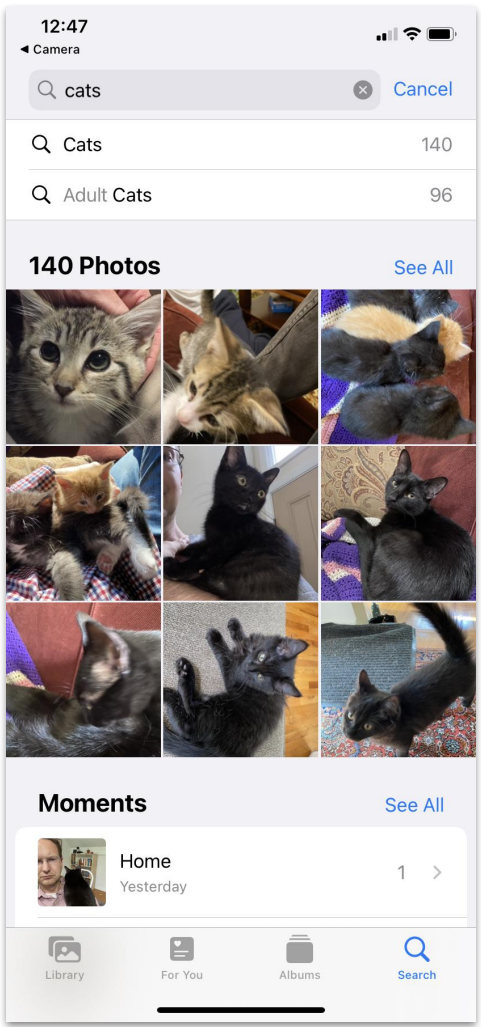 12:47
◀ Camera
cats
Cancel
Cats 140
Adult Cats 96
140 Photos See All
Moments See All
Home
1
Yesterday
Library For You Albums Search